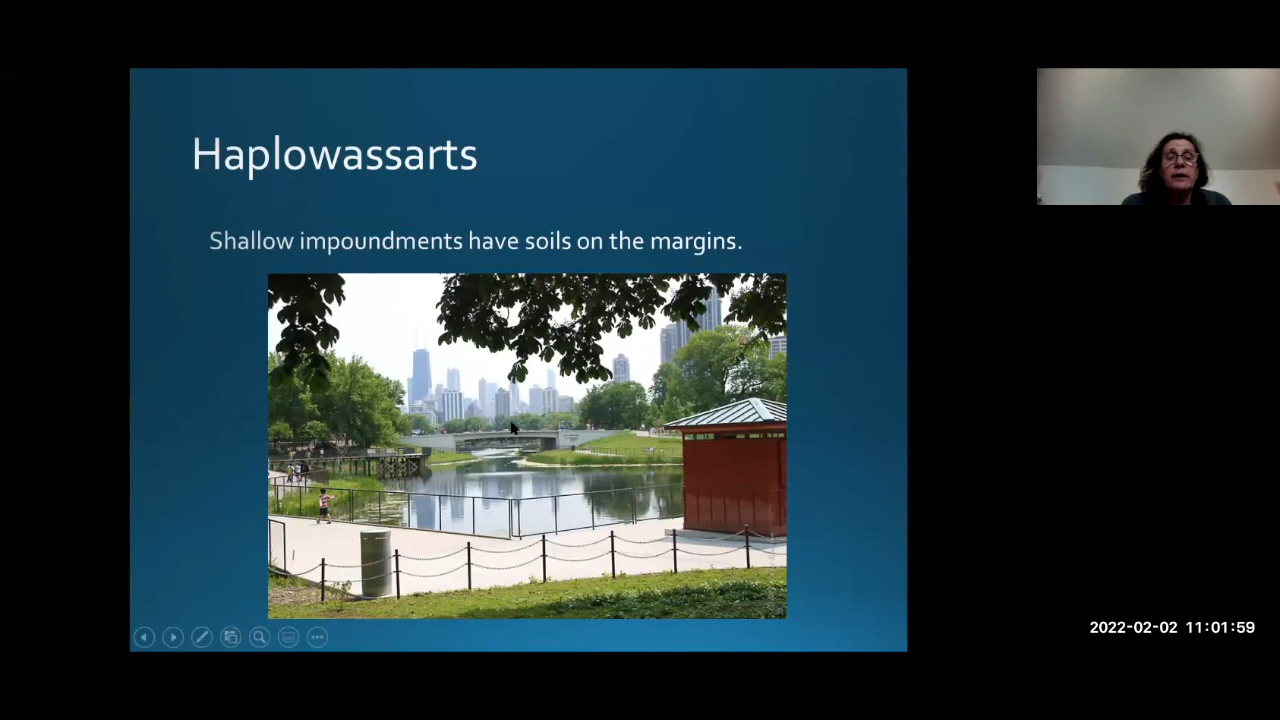 Haplowassarts
Shallow impoundments have soils on the margins.
2022-02-02 11:01:59